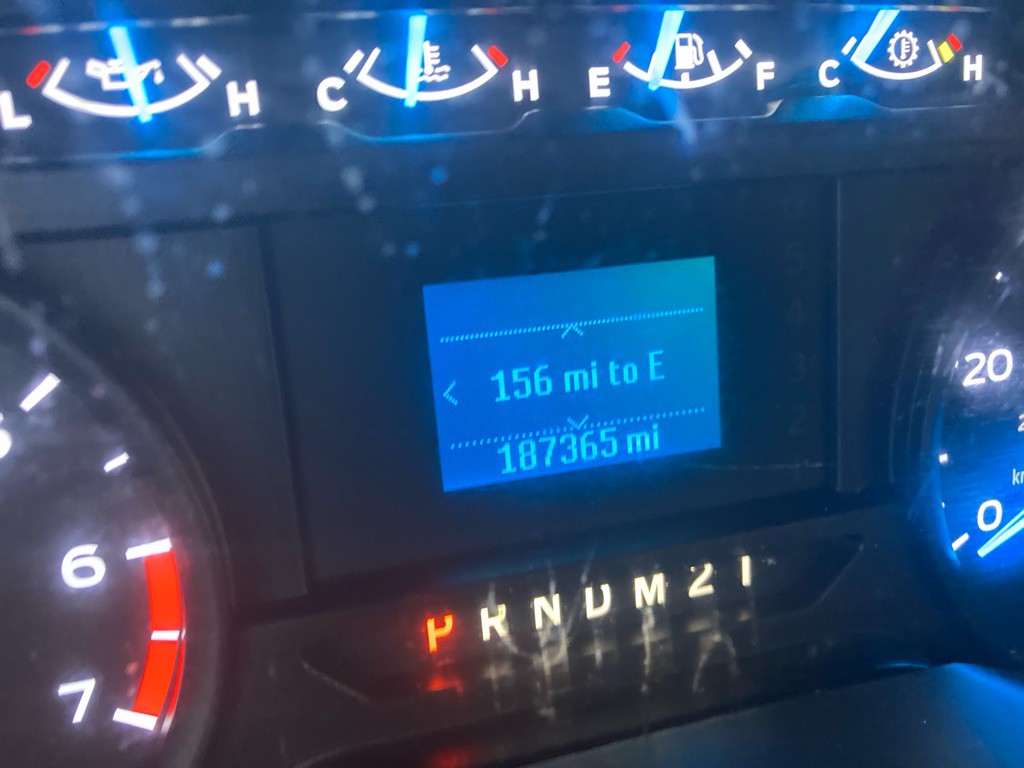 L H C H E F C H
156 mi to E
187365 mi
20
0
6
7
P R N D M 2 1